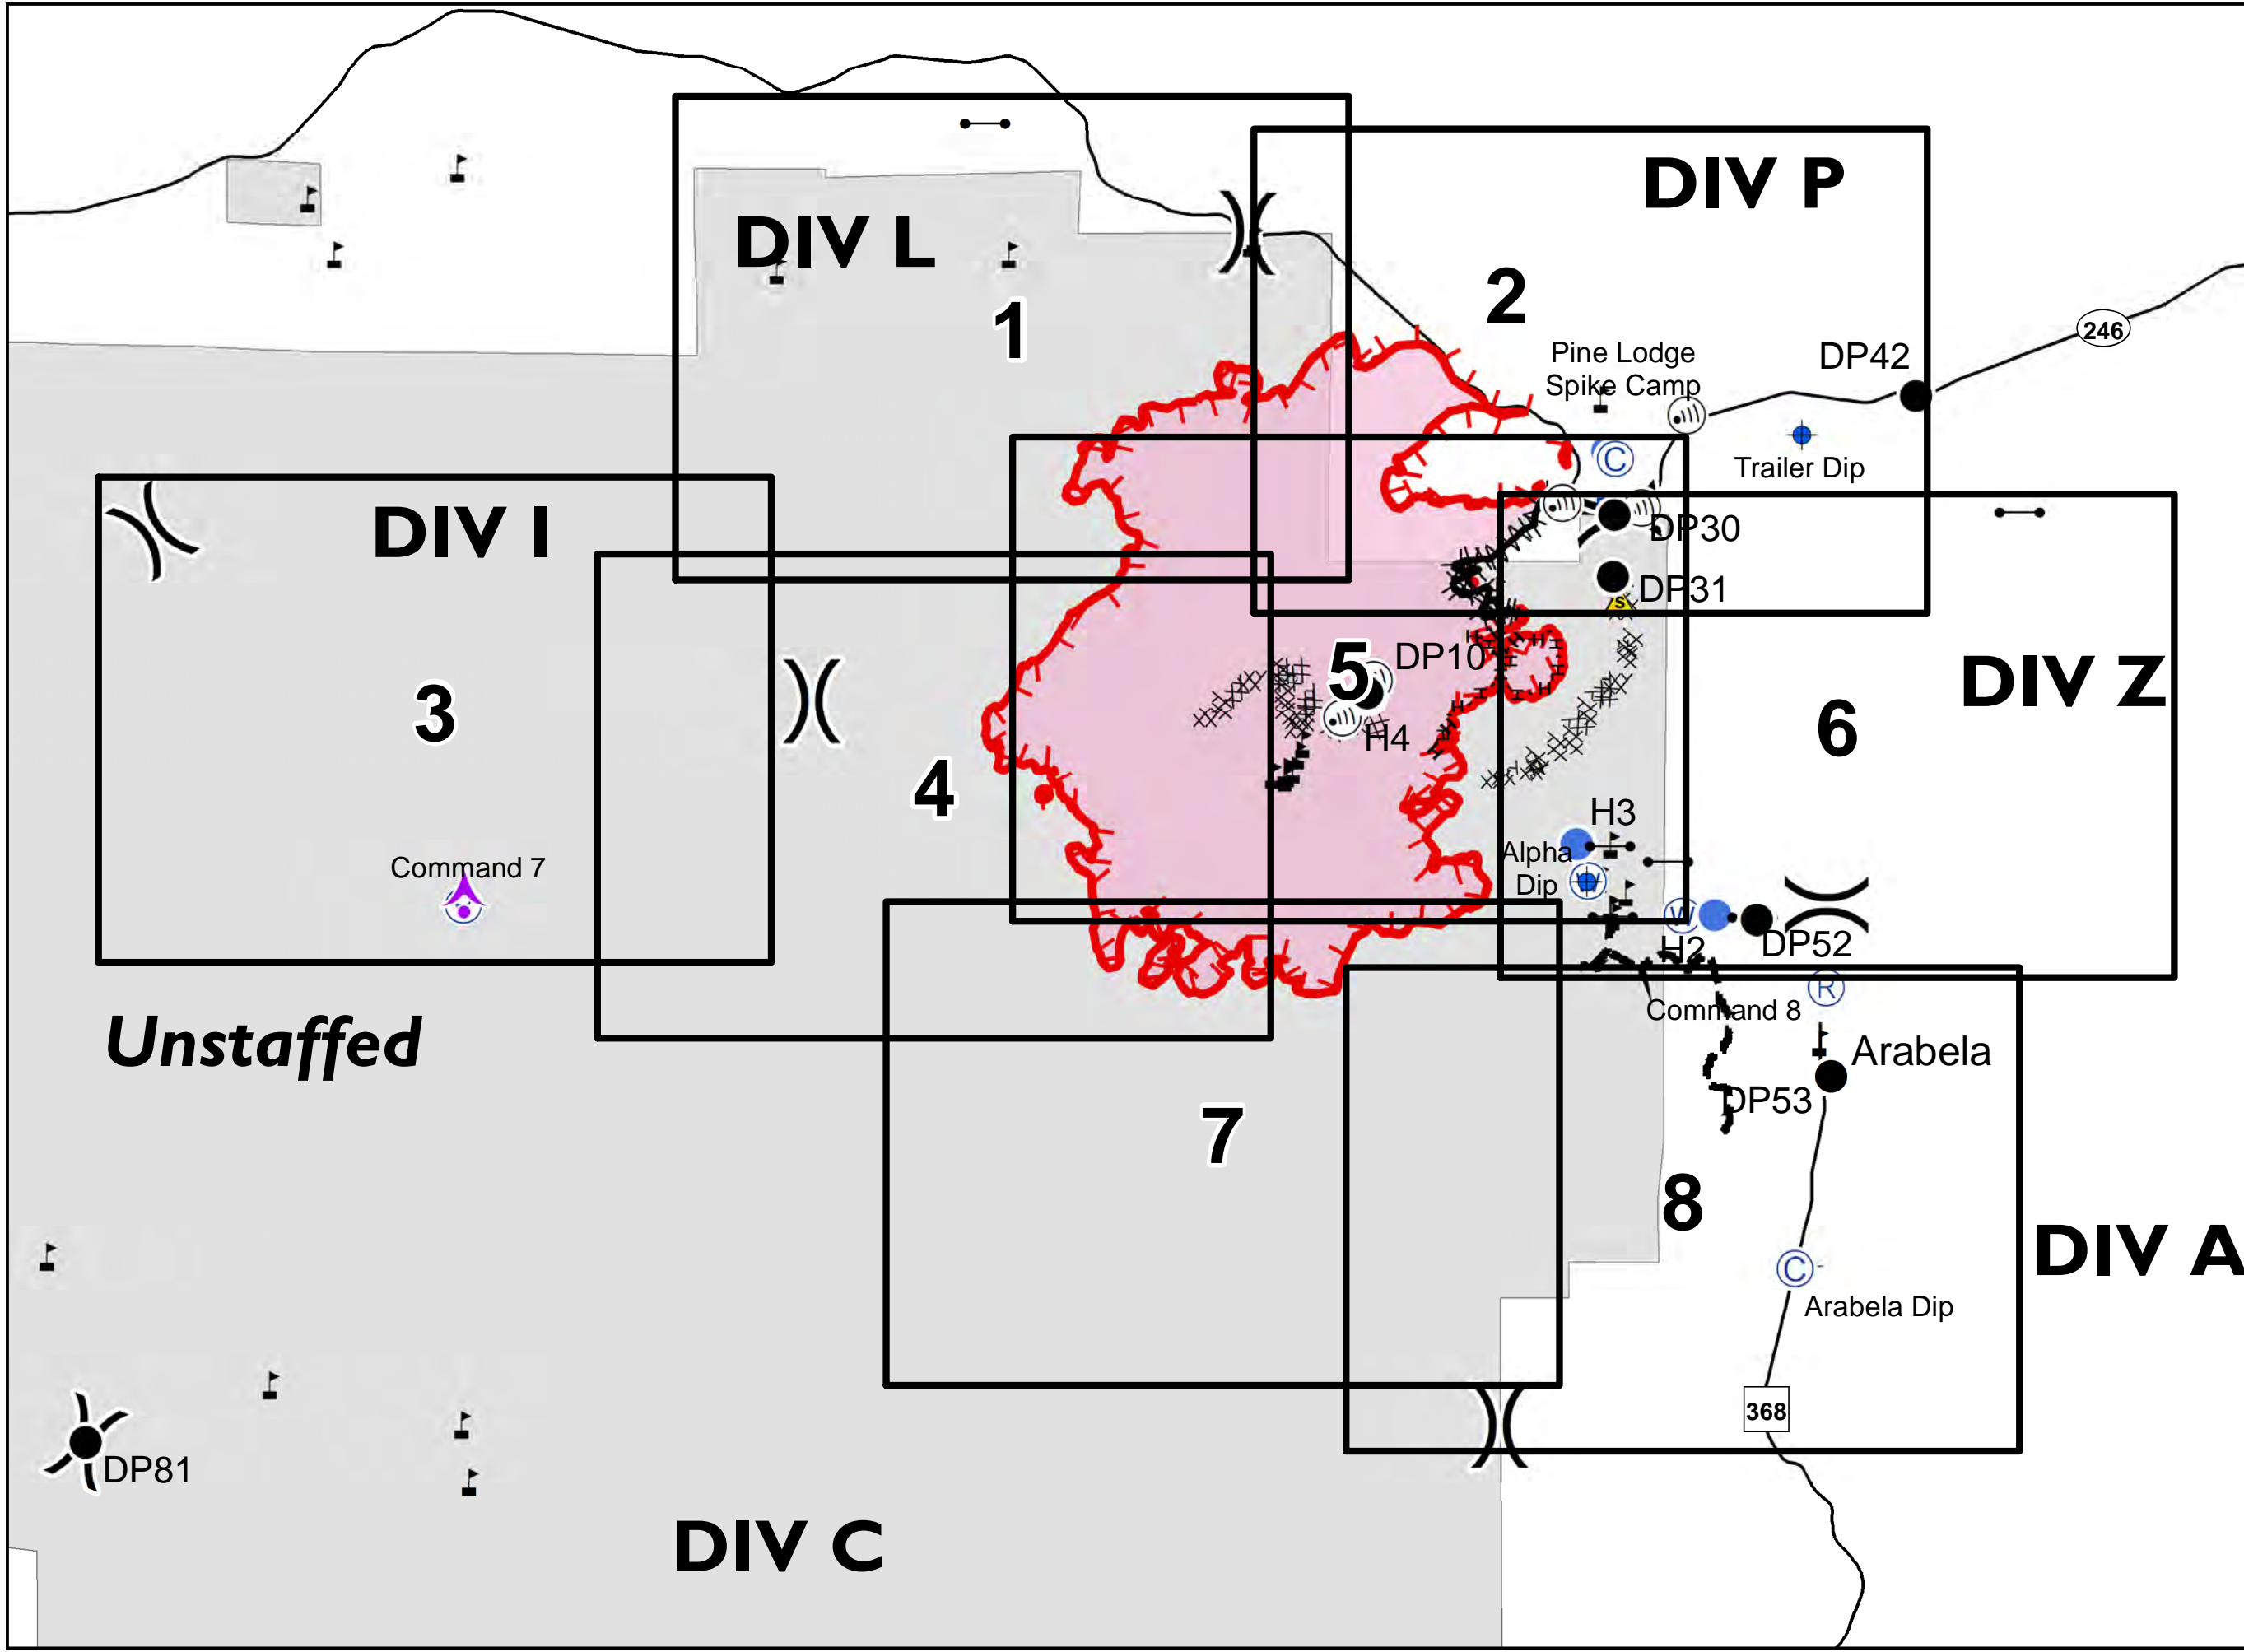 DIV P
DIV L
2
1
246
Pine Lodge
Spike Camp
DP42
C
Trailer Dip
DIV I
DP30
DP31
S
5
DP10
DIV Z
3
H4
6
4
H3
Alpha
Dip
W
Command 7
W
H2
DP52
R
Command 8
Unstaffed
Arabela
DP53
7
8
DIV A
C
Arabela Dip
368
DP81
DIV C